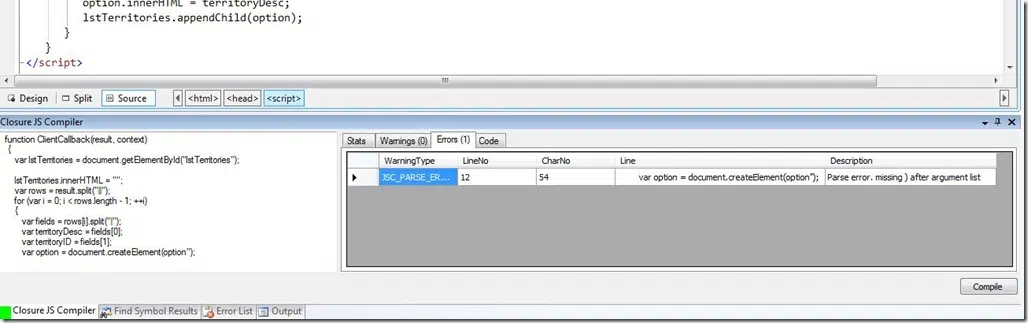 option.innerHTML = territoryDesc;
lstTerritories.appendChild(option);
}
}
</script>
Design Split Source <html> <head> <script>
Closure JS Compiler
function ClientCallback(result, context)
{
var lstTerritories = document.getElementById("lstTerritories");
lstTerritories.innerHTML = "";
var rows = result.split("||");
for (var i = 0; i < rows.length - 1; ++i)
{
var fields = rows[i].split("|");
var territoryDesc = fields[0];
var territoryID = fields[1];
var option = document.createElement(option");
Stats Warnings (0) Errors (1) Code
WarningType LineNo CharNo Line Description
JSC_PARSE_ER... 12 54 var option = document.createElement(option"); Parse error. missing ) after argument list
Compile
Closure JS Compiler Find Symbol Results Error List Output